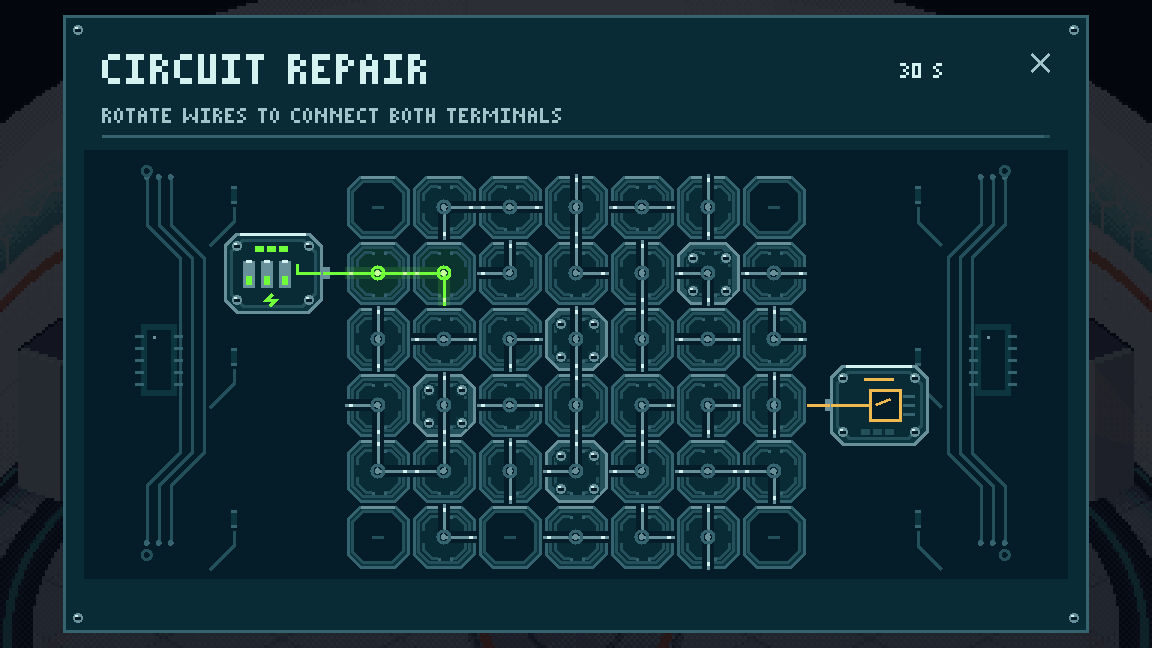 CIRCUIT REPAIR
30 S
ROTATE WIRES TO CONNECT BOTH TERMINALS